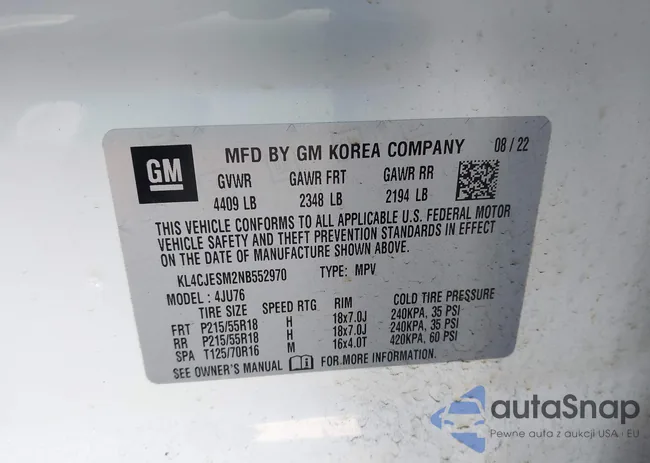 GM MFD BY GM KOREA COMPANY 08 / 22
GVWR GAWR FRT GAWR RR
4409 LB 2348 LB 2194 LB
THIS VEHICLE CONFORMS TO ALL APPLICABLE U.S. FEDERAL MOTOR
VEHICLE SAFETY AND THEFT PREVENTION STANDARDS IN EFFECT
ON THE DATE OF MANUFACTURE SHOWN ABOVE.
KL4CJESM2NB552970 TYPE: MPV
MODEL : 4JU76
TIRE SIZE SPEED RTG RIM COLD TIRE PRESSURE
FRT P215/55R18 H 18x7.0J 240KPA, 35 PSI
RR P215/55R18 H 18x7.0J 240KPA, 35 PSI
SPA T125/70R16 M 16x4.0T 420KPA, 60 PSI
SEE OWNER'S MANUAL FOR MORE INFORMATION.
autaSnap
Pewne auta z aukcji USA · EU